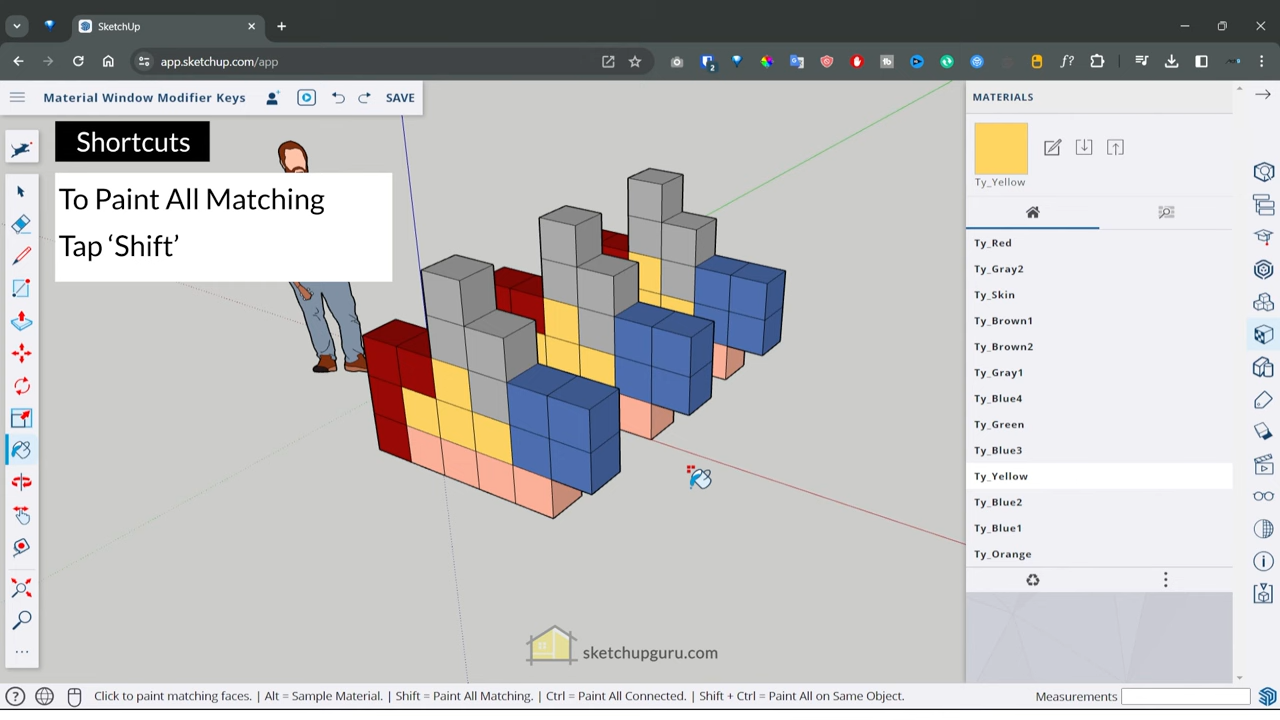 SketchUp
app.sketchup.com/app
2
f?
Material Window Modifier Keys
SAVE
Shortcuts
To Paint All Matching
Tap ‘Shift’
MATERIALS
Ty_Yellow
Ty_Red
Ty_Gray2
Ty_Skin
Ty_Brown1
Ty_Brown2
Ty_Gray1
Ty_Blue4
Ty_Green
Ty_Blue3
Ty_Yellow
Ty_Blue2
Ty_Blue1
Ty_Orange
sketchupguru.com
Click to paint matching faces. | Alt = Sample Material. | Shift = Paint All Matching. | Ctrl = Paint All Connected. | Shift + Ctrl = Paint All on Same Object.
Measurements